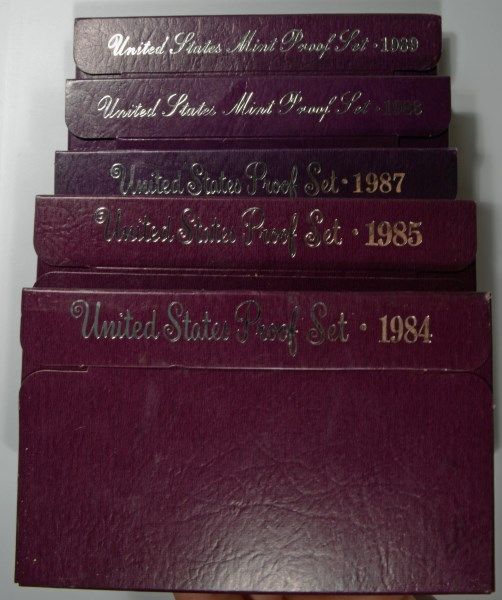 United States Mint Proof Set · 1989
United States Mint Proof Set · 1988
United States Proof Set · 1987
United States Proof Set · 1985
United States Proof Set · 1984